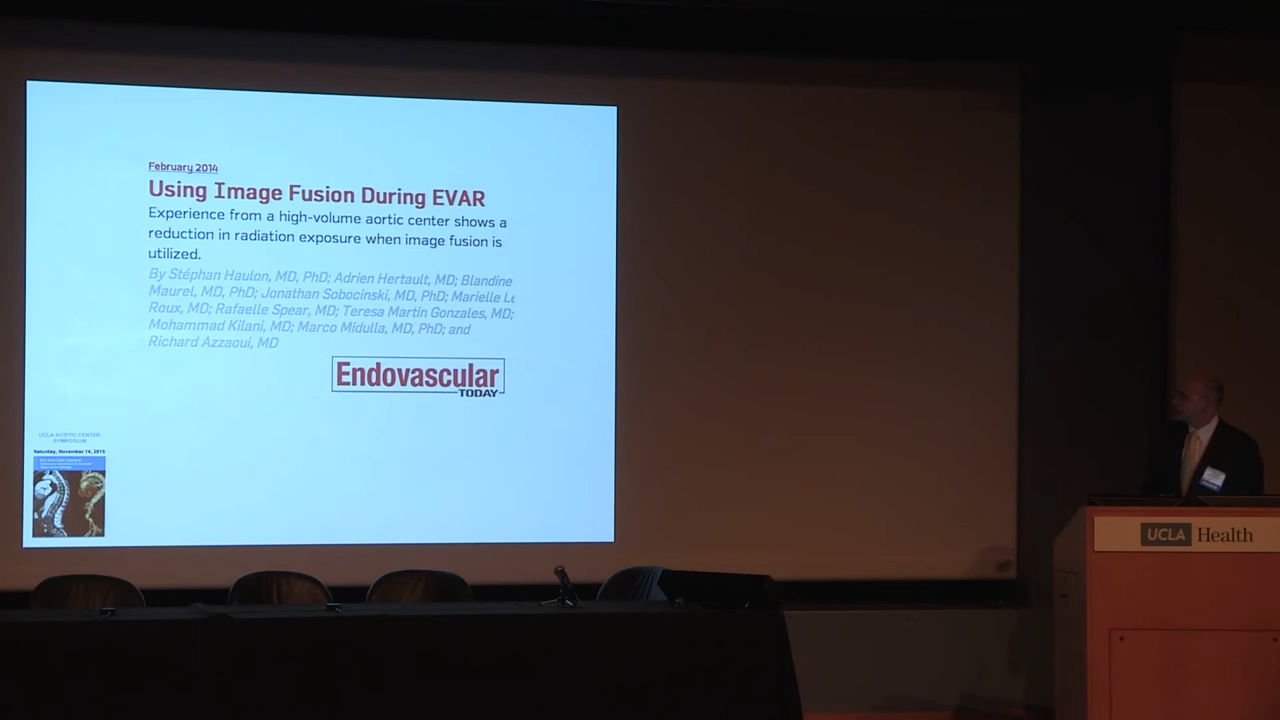 February 2014
Using Image Fusion During EVAR
Experience from a high-volume aortic center shows a
reduction in radiation exposure when image fusion is
utilized.
By Stéphan Haulon, MD, PhD; Adrien Hertault, MD; Blandine
Maurel, MD, PhD; Jonathan Sobocinski, MD, PhD; Marielle Le
Roux, MD; Rafaelle Spear, MD; Teresa Martín Gonzales, MD;
Mohammad Kilani, MD; Marco Midulla, MD, PhD; and
Richard Azzaoui, MD
Endovascular
TODAY
UCLA AORTIC CENTER
SYMPOSIUM
Saturday, November 14, 2015
UCLA Health